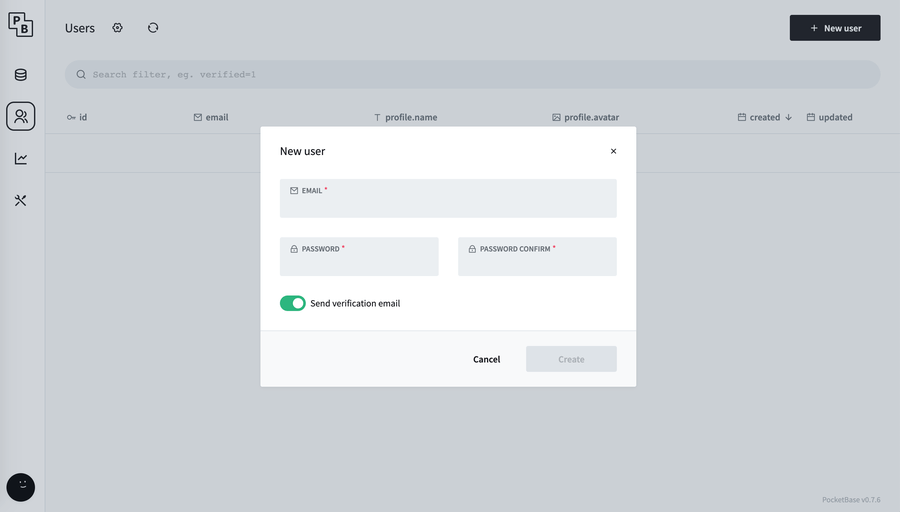 PB
Users
+ New user
Search filter, eg. verified=1
id
email
profile.name
profile.avatar
created
updated
New user
EMAIL *
PASSWORD *
PASSWORD CONFIRM *
Send verification email
Cancel
Create
PocketBase v0.7.6